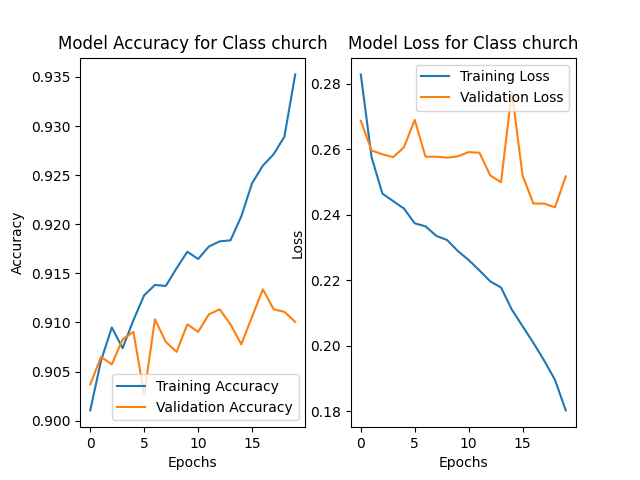 Model Accuracy for Class church
0.935
0.930
0.925
0.920
0.915
0.910
0.905
0.900
Accuracy
Training Accuracy
Validation Accuracy
0 5 10 15
Epochs
Model Loss for Class church
0.28
0.26
0.24
0.22
0.20
0.18
Loss
Training Loss
Validation Loss
0 5 10 15
Epochs